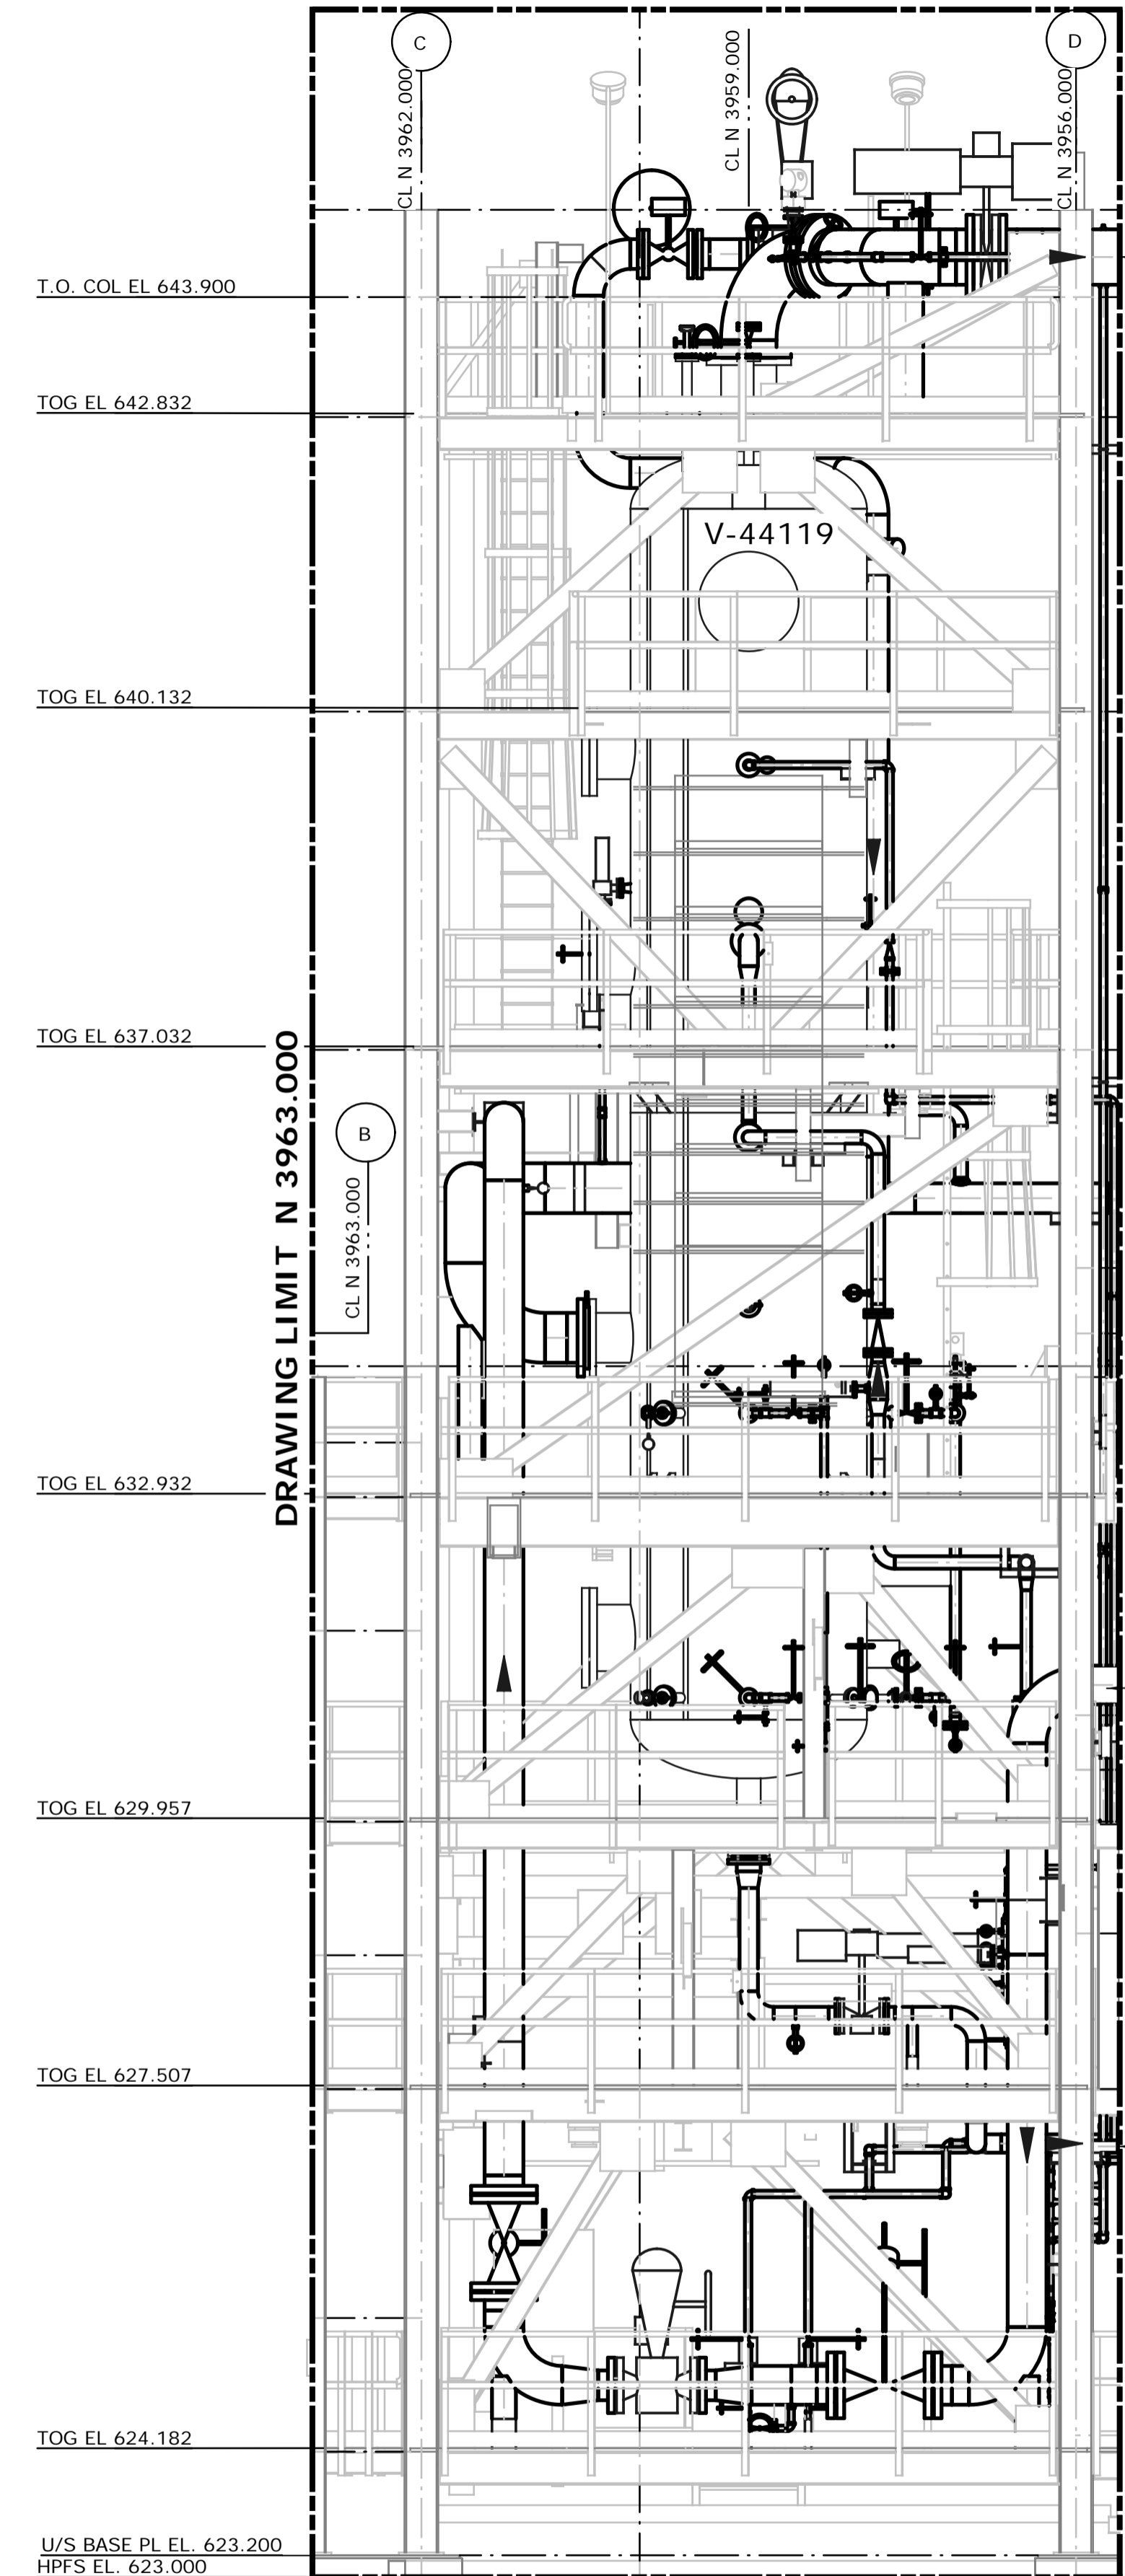 C
D
CL N 3962.000
CL N 3959.000
CL N 3956.000
T.O. COL EL 643.900
TOG EL 642.832
V-44119
TOG EL 640.132
TOG EL 637.032
B
CL N 3963.000
DRAWING LIMIT N 3963.000
TOG EL 632.932
TOG EL 629.957
TOG EL 627.507
TOG EL 624.182
U/S BASE PL EL. 623.200
HPFS EL. 623.000